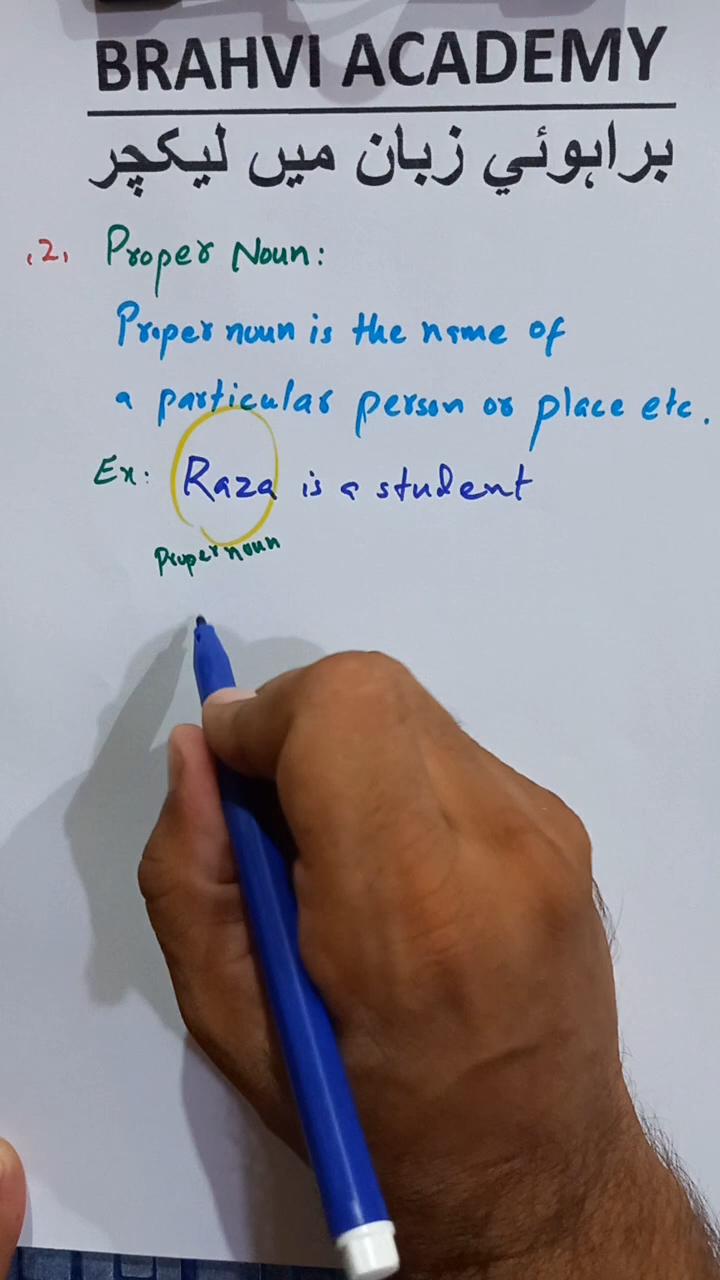 BRAHVI ACADEMY
براہوئي زبان میں لیکچر
(2) Proper Noun:
Proper noun is the name of
a particular person or place etc.
Ex: Raza is a student
Proper noun